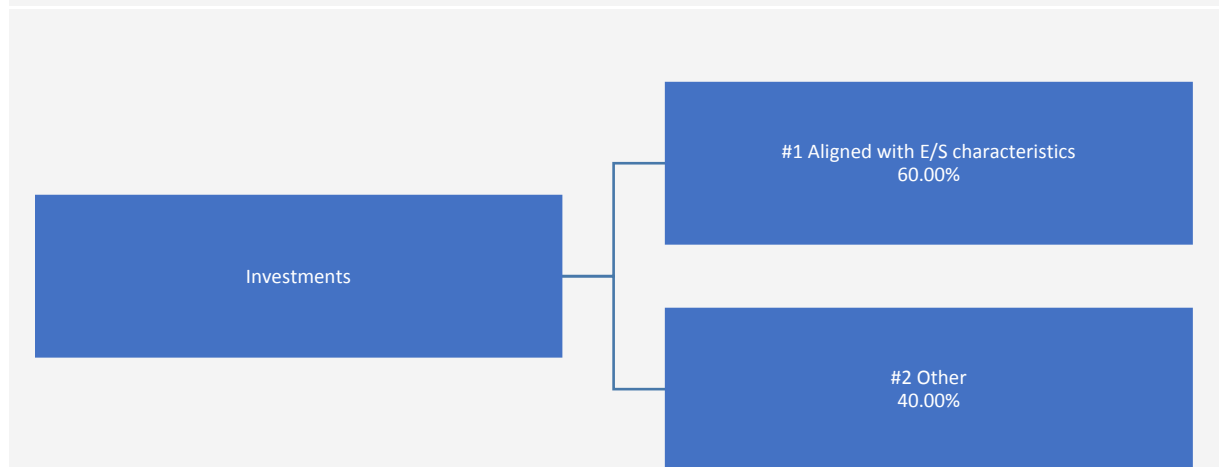 #1 Aligned with E/S characteristics
60.00%
Investments
#2 Other
40.00%